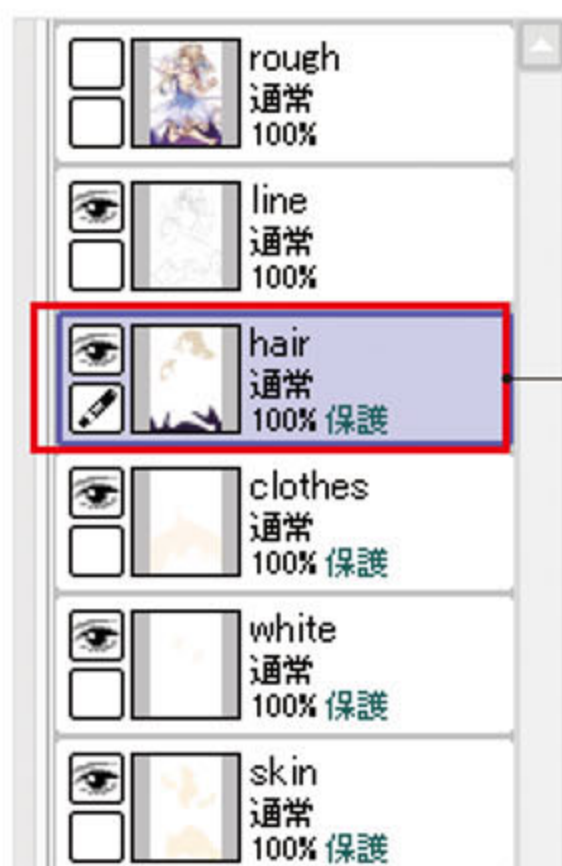 rough
通常
100%
line
通常
100%
hair
通常
100% 保護
clothes
通常
100% 保護
white
通常
100% 保護
skin
通常
100% 保護